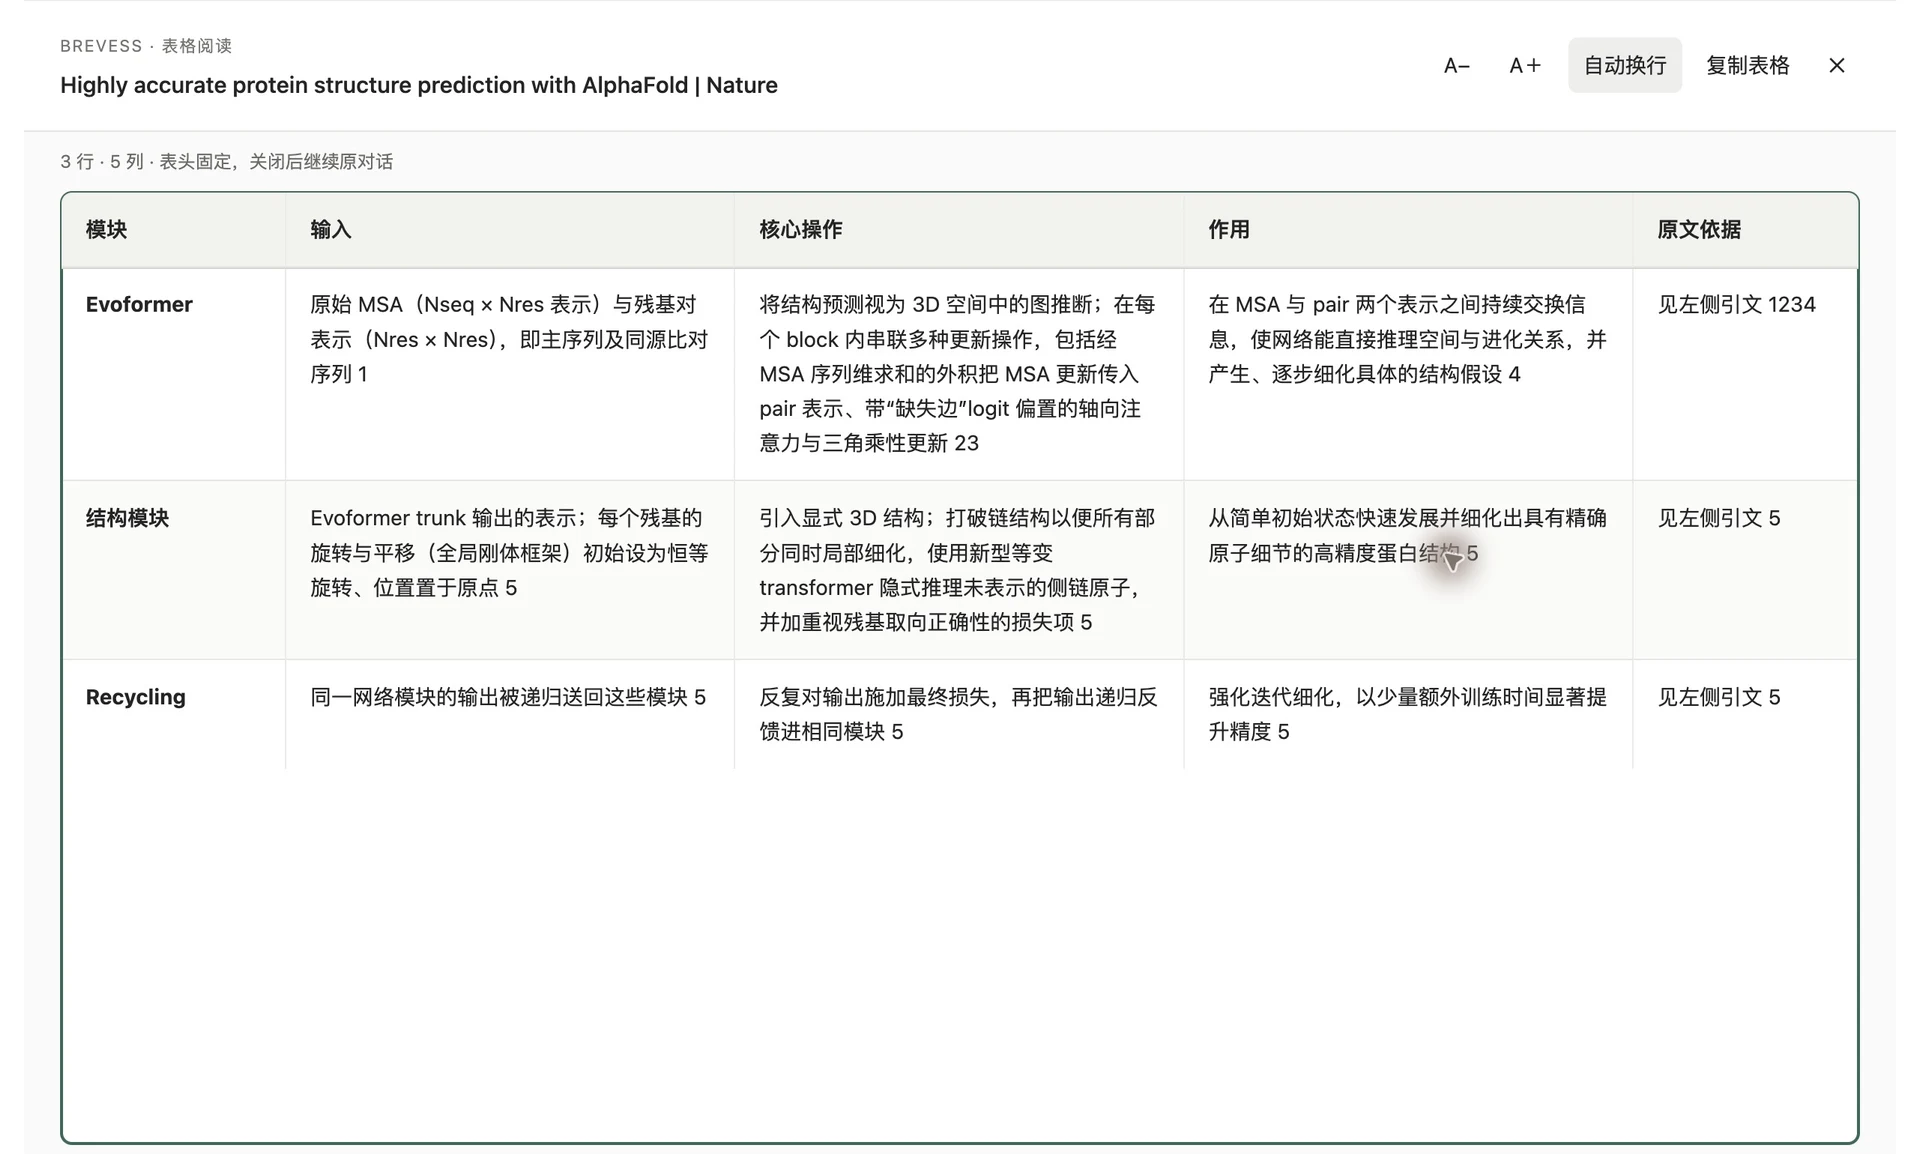 BREVESS · 表格阅读
Highly accurate protein structure prediction with AlphaFold | Nature
A− A+ 自动换行 复制表格 ×
3 行 · 5 列 · 表头固定，关闭后继续原对话
模块 输入 核心操作 作用 原文依据
Evoformer
原始 MSA（Nseq × Nres 表示）与残基对
表示（Nres × Nres），即主序列及同源比对
序列 1
将结构预测视为 3D 空间中的图推断；在每
个 block 内串联多种更新操作，包括经
MSA 序列维求和的外积把 MSA 更新传入
pair 表示、带“缺失边”logit 偏置的轴向注
意力与三角乘性更新 23
在 MSA 与 pair 两个表示之间持续交换信
息，使网络能直接推理空间与进化关系，并
产生、逐步细化具体的结构假设 4
见左侧引文 1234
结构模块
Evoformer trunk 输出的表示；每个残基的
旋转与平移（全局刚体框架）初始设为恒等
旋转、位置置于原点 5
引入显式 3D 结构；打破链结构以便所有部
分同时局部细化，使用新型等变
transformer 隐式推理未表示的侧链原子，
并加重视残基取向正确性的损失项 5
从简单初始状态快速发展并细化出具有精确
原子细节的高精度蛋白结构 5
见左侧引文 5
Recycling
同一网络模块的输出被递归送回这些模块 5
反复对输出施加最终损失，再把输出递归反
馈进相同模块 5
强化迭代细化，以少量额外训练时间显著提
升精度 5
见左侧引文 5